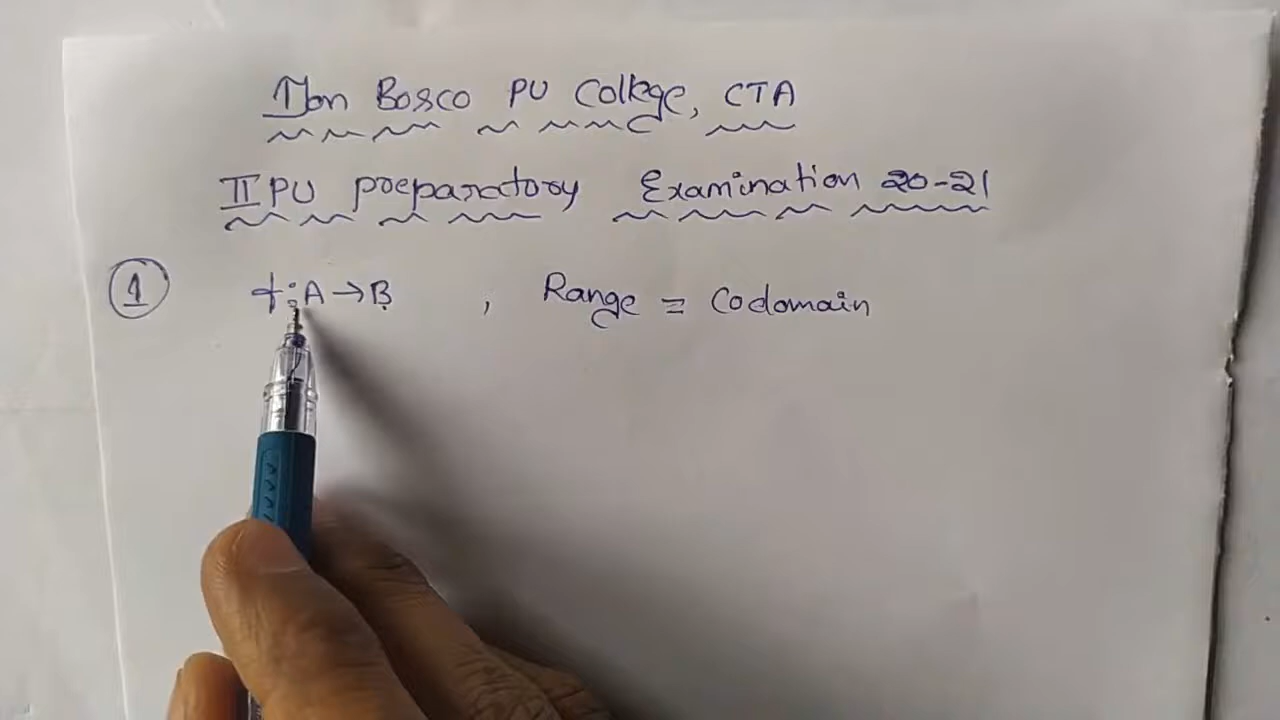 Don Bosco PU College, CTA
II PU preparatory Examination 20-21
1 f:A→B , Range = Codomain